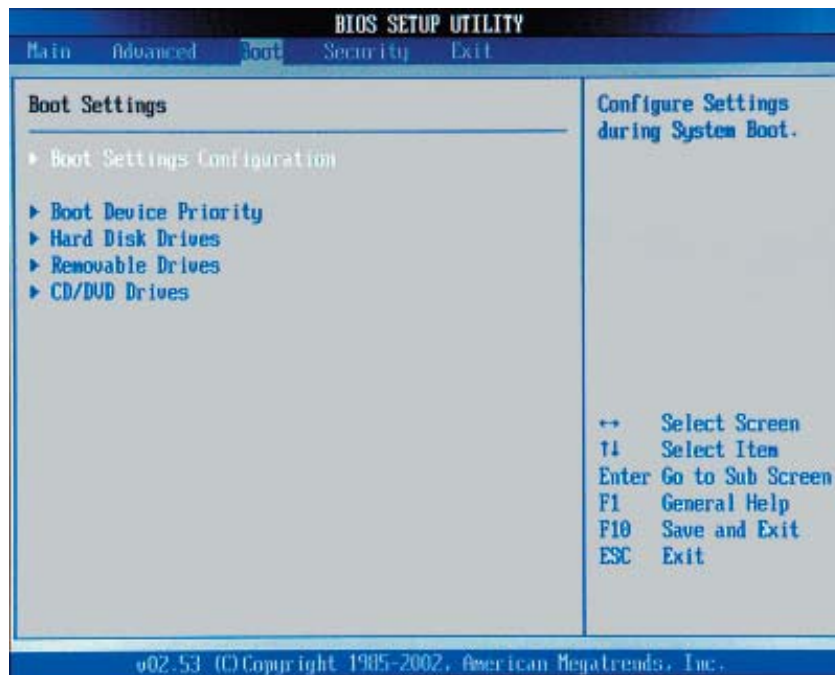 BIOS SETUP UTILITY
Main Advanced Boot Security Exit
Boot Settings
▶ Boot Settings Configuration
▶ Boot Device Priority
▶ Hard Disk Drives
▶ Removable Drives
▶ CD/DVD Drives
Configure Settings
during System Boot.
↔ Select Screen
↑↓ Select Item
Enter Go to Sub Screen
F1 General Help
F10 Save and Exit
ESC Exit
v02.53 (C)Copyright 1985-2002, American Megatrends, Inc.